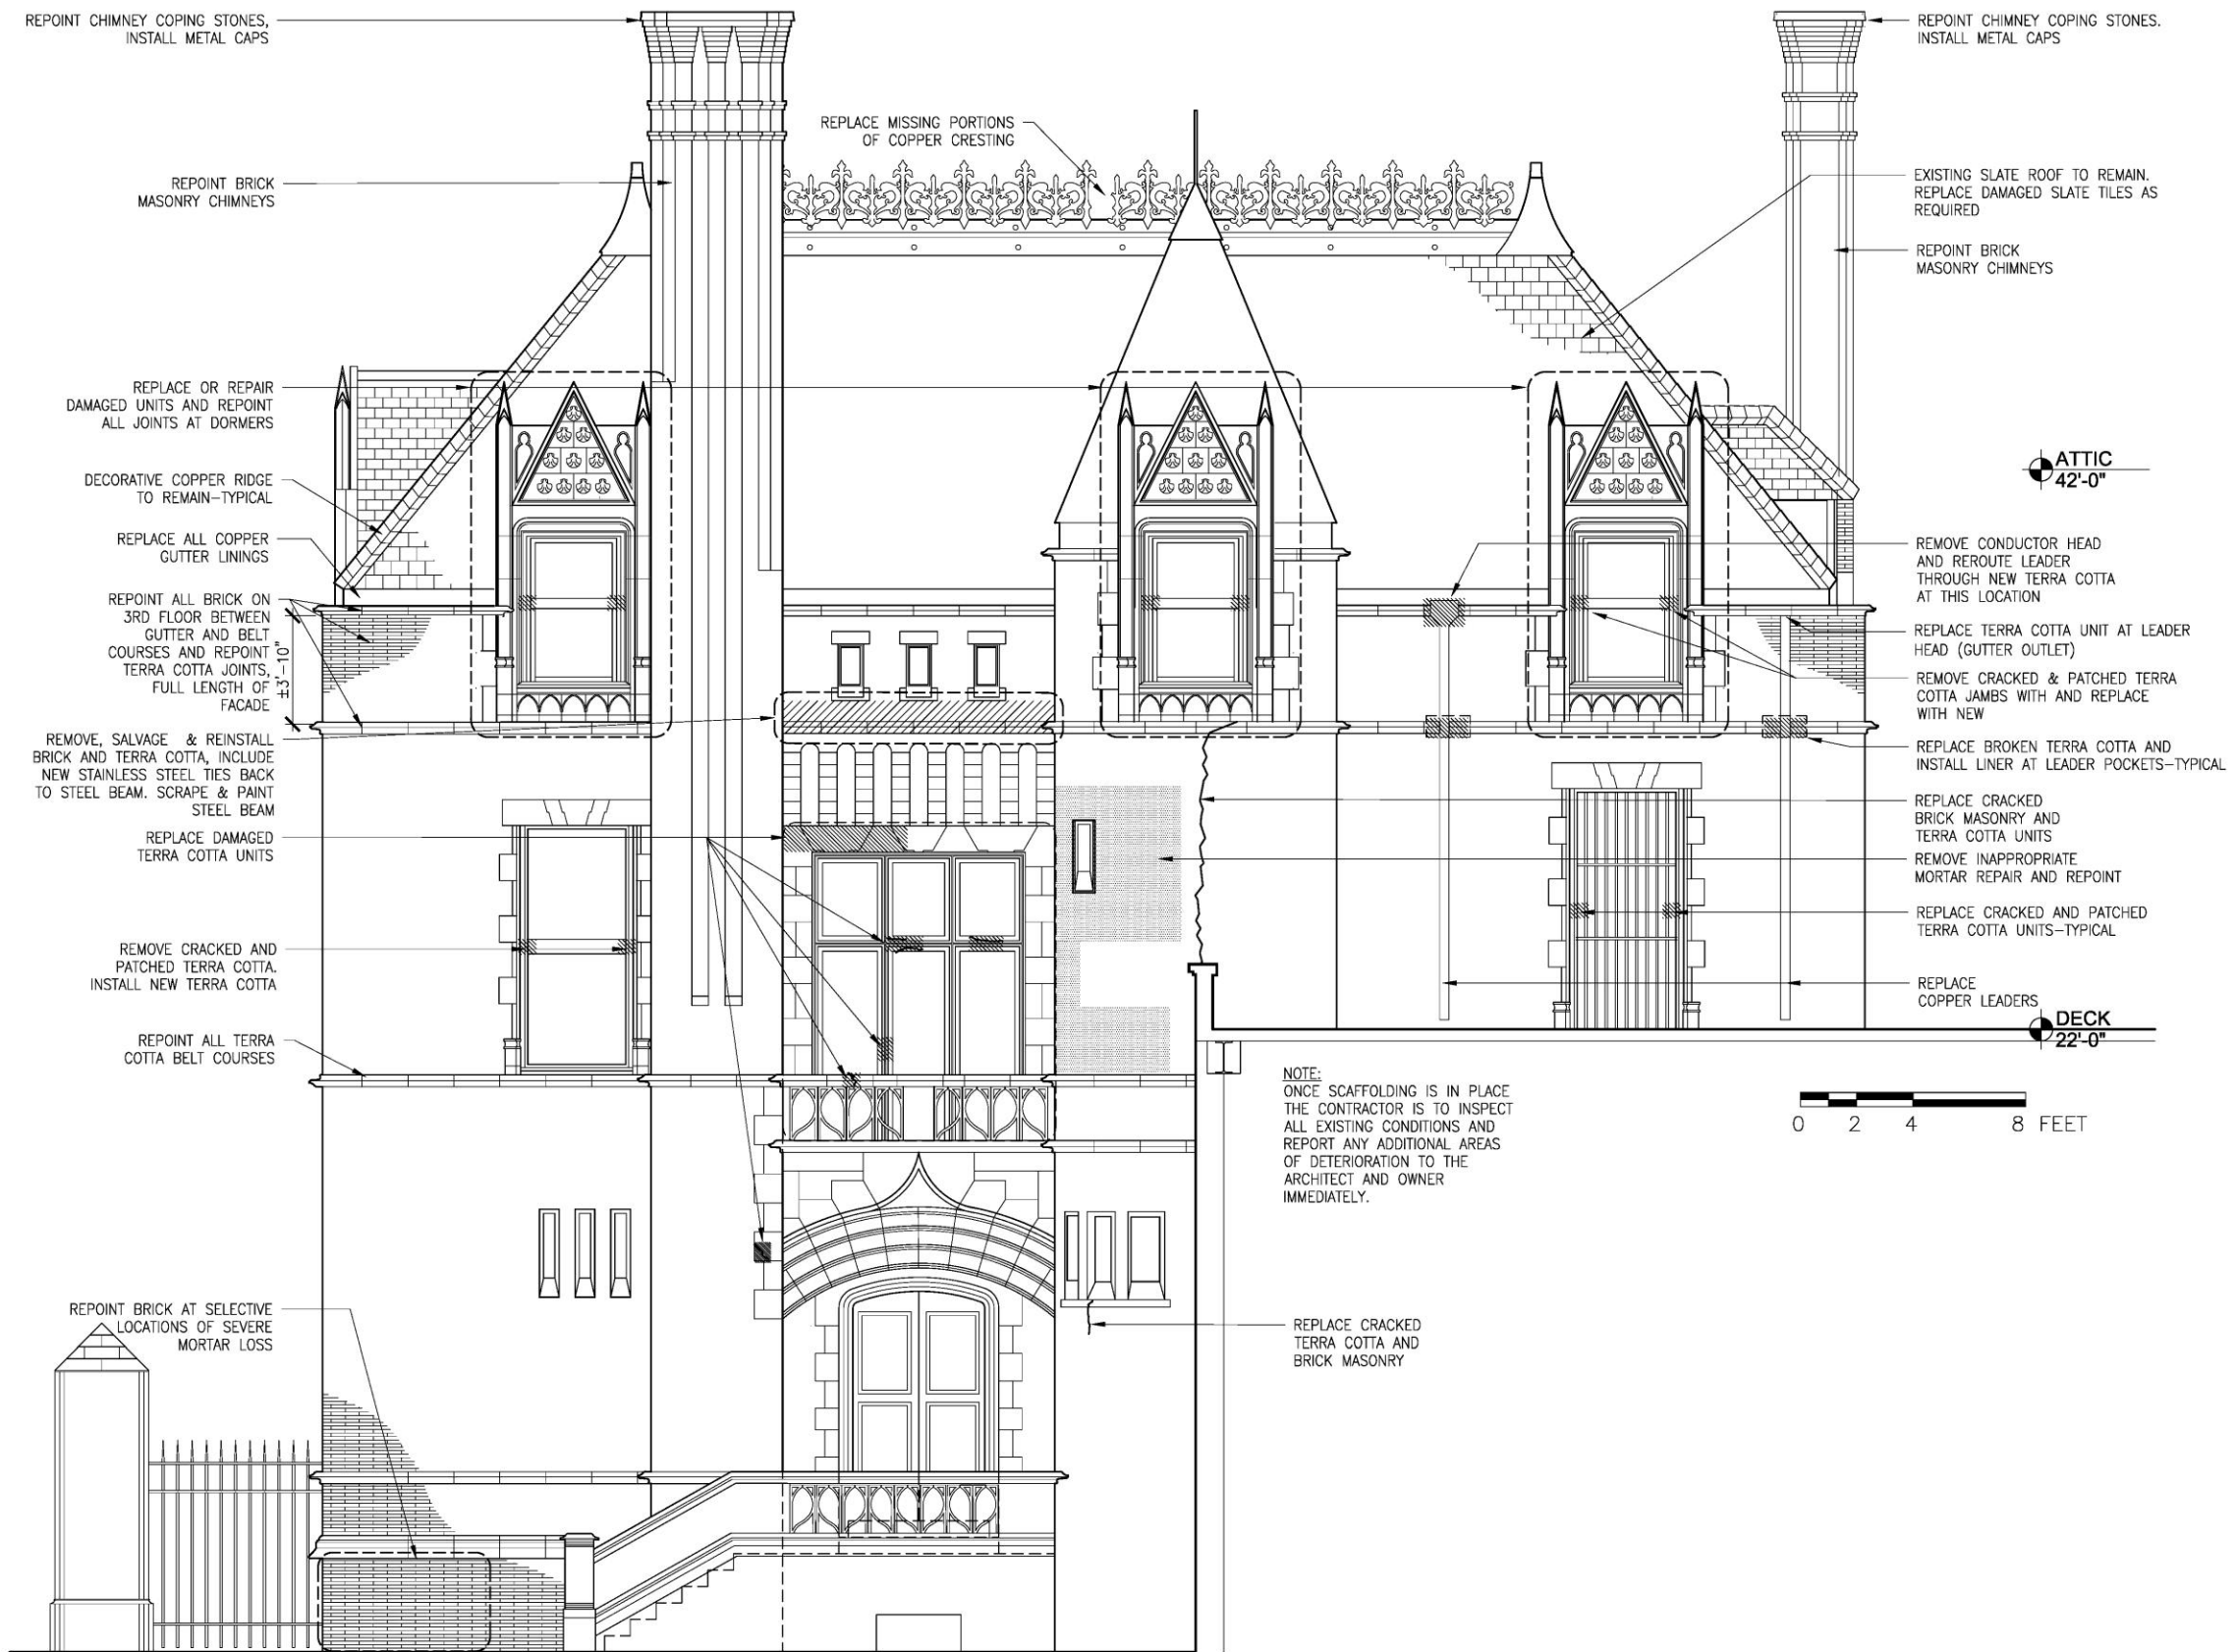 REPOINT CHIMNEY COPING STONES,
INSTALL METAL CAPS
REPOINT CHIMNEY COPING STONES.
INSTALL METAL CAPS
REPLACE MISSING PORTIONS
OF COPPER CRESTING
REPOINT BRICK
MASONRY CHIMNEYS
EXISTING SLATE ROOF TO REMAIN.
REPLACE DAMAGED SLATE TILES AS
REQUIRED
REPOINT BRICK
MASONRY CHIMNEYS
REPLACE OR REPAIR
DAMAGED UNITS AND REPOINT
ALL JOINTS AT DORMERS
DECORATIVE COPPER RIDGE
TO REMAIN-TYPICAL
REPLACE ALL COPPER
GUTTER LININGS
REPOINT ALL BRICK ON
3RD FLOOR BETWEEN
GUTTER AND BELT
COURSES AND REPOINT
TERRA COTTA JOINTS,
FULL LENGTH OF
FACADE
±3'-10"
REMOVE, SALVAGE & REINSTALL
BRICK AND TERRA COTTA, INCLUDE
NEW STAINLESS STEEL TIES BACK
TO STEEL BEAM. SCRAPE & PAINT
STEEL BEAM
REPLACE DAMAGED
TERRA COTTA UNITS
REMOVE CRACKED AND
PATCHED TERRA COTTA.
INSTALL NEW TERRA COTTA
REPOINT ALL TERRA
COTTA BELT COURSES
REPOINT BRICK AT SELECTIVE
LOCATIONS OF SEVERE
MORTAR LOSS
ATTIC
42'-0"
REMOVE CONDUCTOR HEAD
AND REROUTE LEADER
THROUGH NEW TERRA COTTA
AT THIS LOCATION
REPLACE TERRA COTTA UNIT AT LEADER
HEAD (GUTTER OUTLET)
REMOVE CRACKED & PATCHED TERRA
COTTA JAMBS WITH AND REPLACE
WITH NEW
REPLACE BROKEN TERRA COTTA AND
INSTALL LINER AT LEADER POCKETS-TYPICAL
REPLACE CRACKED
BRICK MASONRY AND
TERRA COTTA UNITS
REMOVE INAPPROPRIATE
MORTAR REPAIR AND REPOINT
REPLACE CRACKED AND PATCHED
TERRA COTTA UNITS-TYPICAL
REPLACE
COPPER LEADERS
DECK
22'-0"
NOTE:
ONCE SCAFFOLDING IS IN PLACE
THE CONTRACTOR IS TO INSPECT
ALL EXISTING CONDITIONS AND
REPORT ANY ADDITIONAL AREAS
OF DETERIORATION TO THE
ARCHITECT AND OWNER
IMMEDIATELY.
0 2 4 8 FEET
REPLACE CRACKED
TERRA COTTA AND
BRICK MASONRY